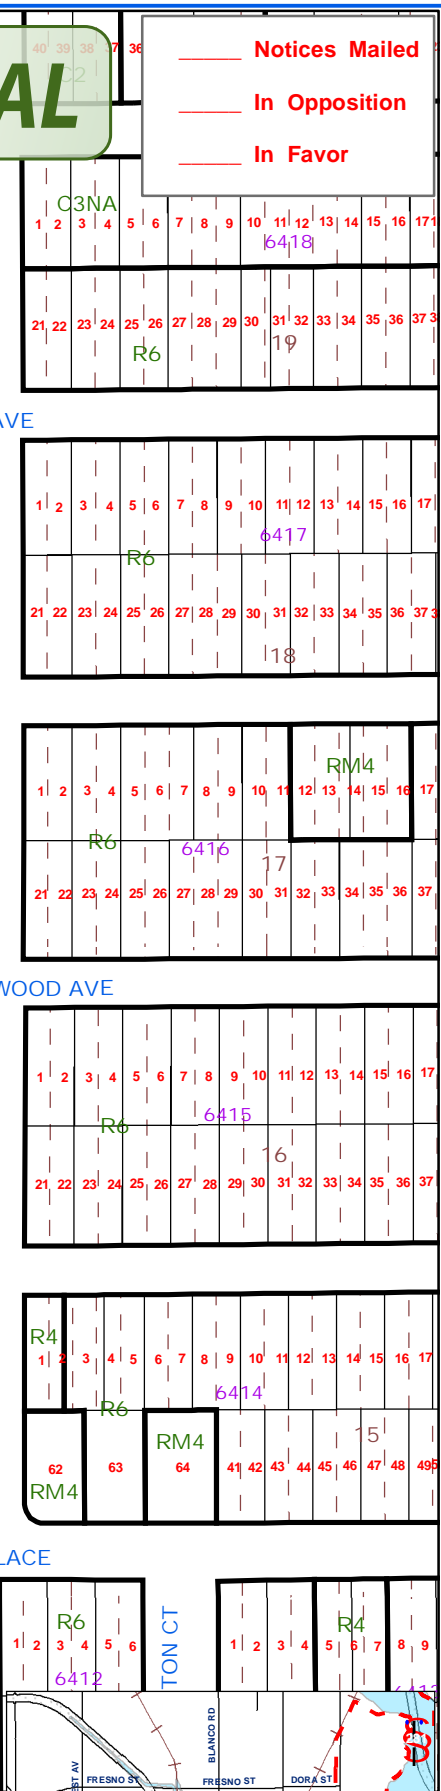 40 39 38 37 36
C2
AL
______ Notices Mailed
______ In Opposition
______ In Favor
C3NA
1 2 3 4 5 6 7 8 9 10 11 12 13 14 15 16 17
6418
21 22 23 24 25 26 27 28 29 30 31 32 33 34 35 36 37
19
R6
AVE
1 2 3 4 5 6 7 8 9 10 11 12 13 14 15 16 17
6417
R6
21 22 23 24 25 26 27 28 29 30 31 32 33 34 35 36 37
18
RM4
1 2 3 4 5 6 7 8 9 10 11 12 13 14 15 16 17
R6
6416
17
21 22 23 24 25 26 27 28 29 30 31 32 33 34 35 36 37
WOOD AVE
1 2 3 4 5 6 7 8 9 10 11 12 13 14 15 16 17
6415
R6
16
21 22 23 24 25 26 27 28 29 30 31 32 33 34 35 36 37
R4
1 2 3 4 5 6 7 8 9 10 11 12 13 14 15 16 17
6414
R6
15
RM4
62 63 64 41 42 43 44 45 46 47 48 49
RM4
LACE
R6
R4
TON CT
1 2 3 4 5 6 1 2 3 4 5 6 7 8 9
6412
BLANCO RD
ST AV
FRESNO ST
FRESNO ST
DORA ST